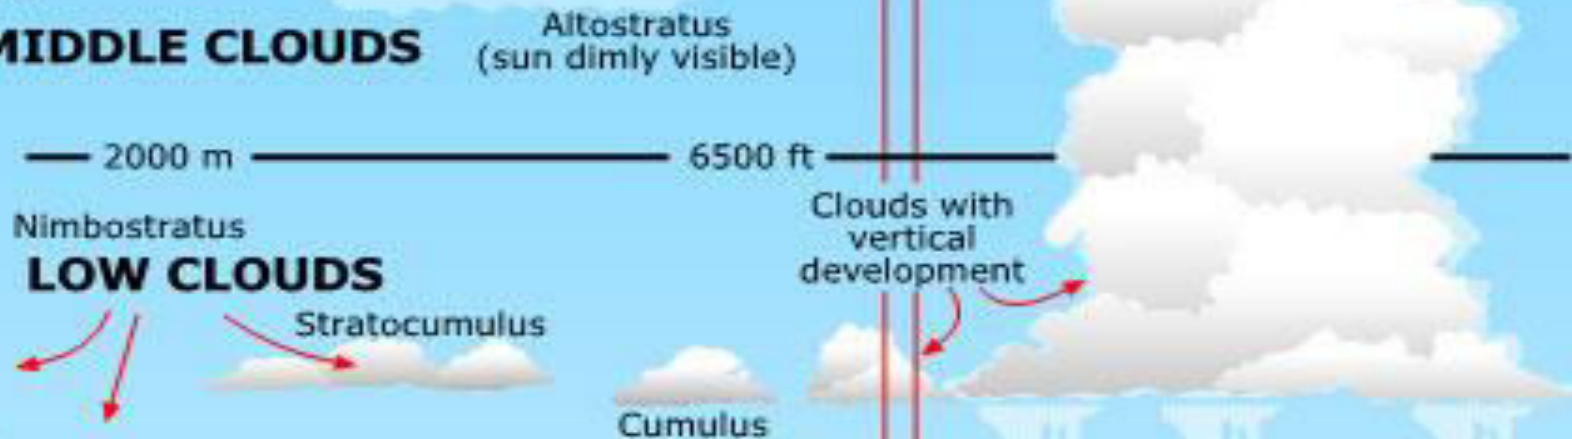 Altostratus
(sun dimly visible)
MIDDLE CLOUDS
2000 m
6500 ft
Clouds with
vertical
development
Nimbostratus
LOW CLOUDS
Stratocumulus
Cumulus